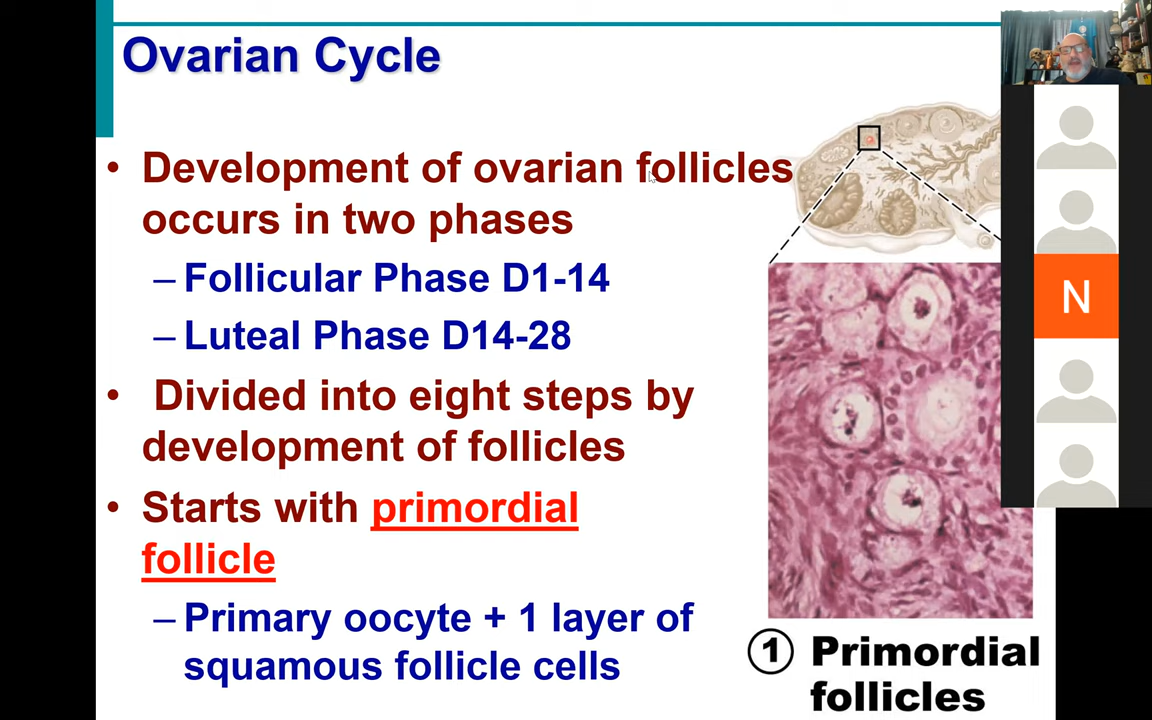 Ovarian Cycle
• Development of ovarian follicles
occurs in two phases
– Follicular Phase D1-14
– Luteal Phase D14-28
• Divided into eight steps by
development of follicles
• Starts with primordial
follicle
– Primary oocyte + 1 layer of
squamous follicle cells
1 Primordial
follicles
N